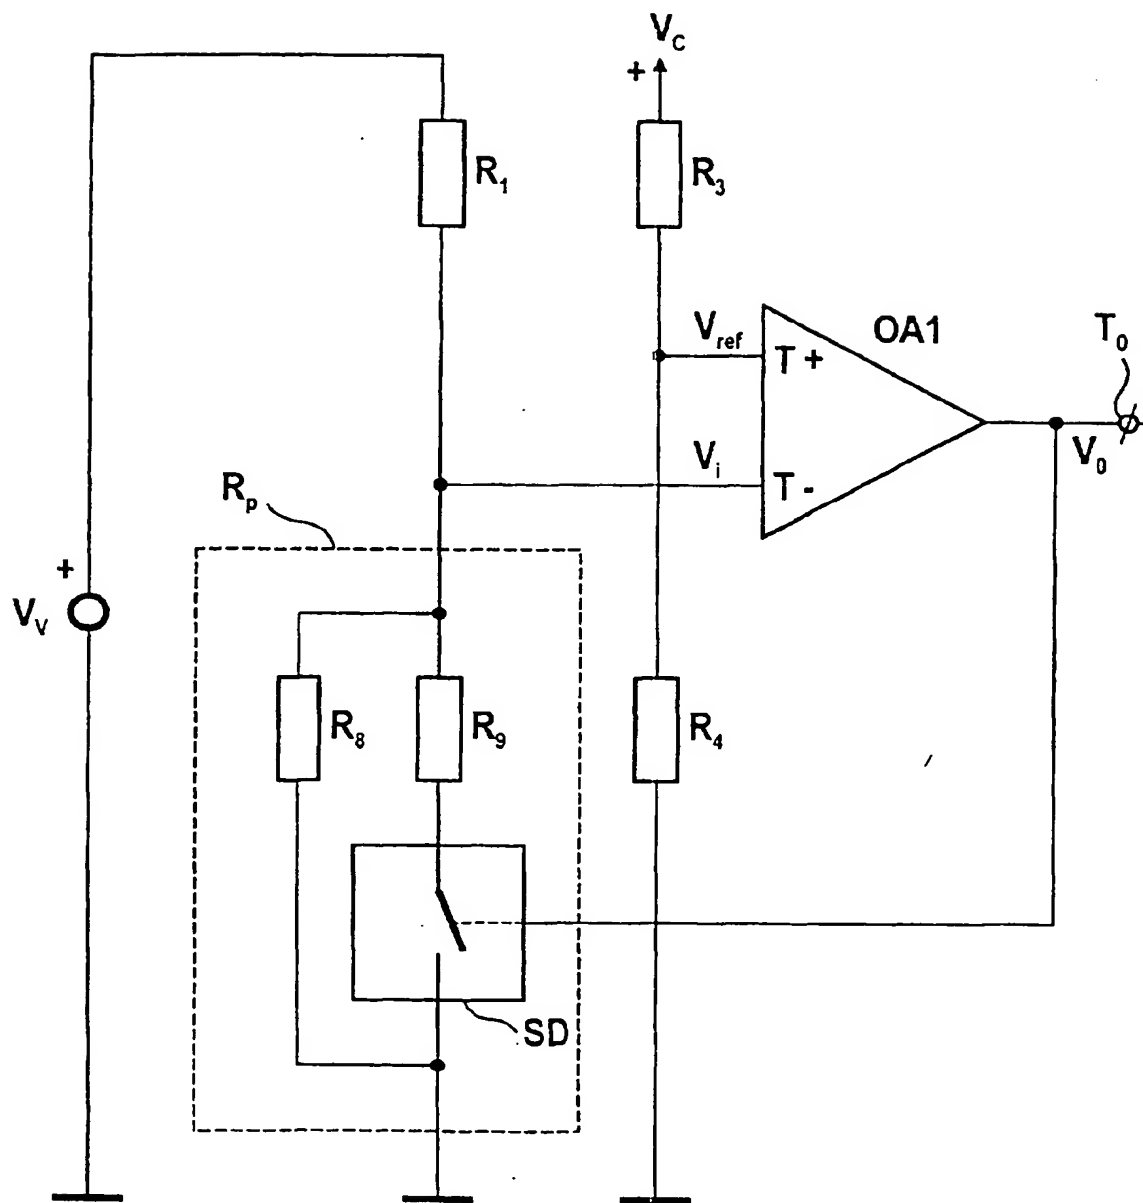 V_C
+
R_1
R_3
OA1
T_0
V_ref
T+
V_i
T-
V_0
R_p
+
V_V
R_8
R_9
R_4
SD